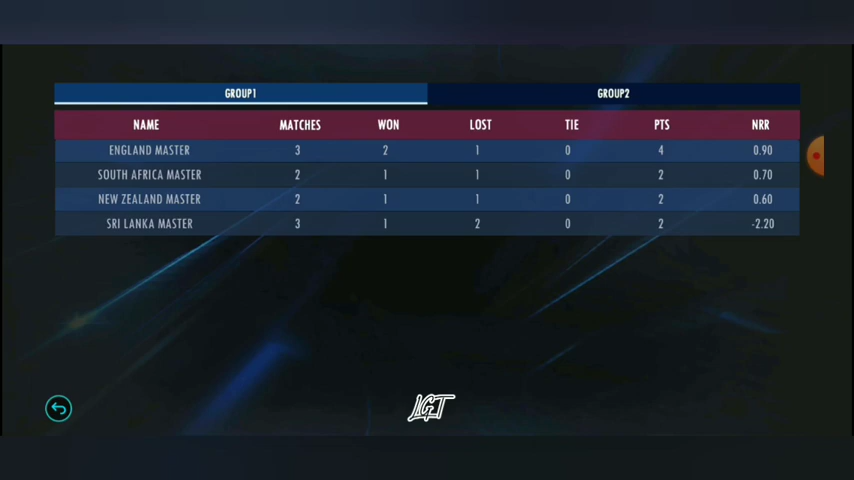 GROUP1 GROUP2
NAME MATCHES WON LOST TIE PTS NRR
ENGLAND MASTER 3 2 1 0 4 0.90
SOUTH AFRICA MASTER 2 1 1 0 2 0.70
NEW ZEALAND MASTER 2 1 1 0 2 0.60
SRI LANKA MASTER 3 1 2 0 2 -2.20
LGT